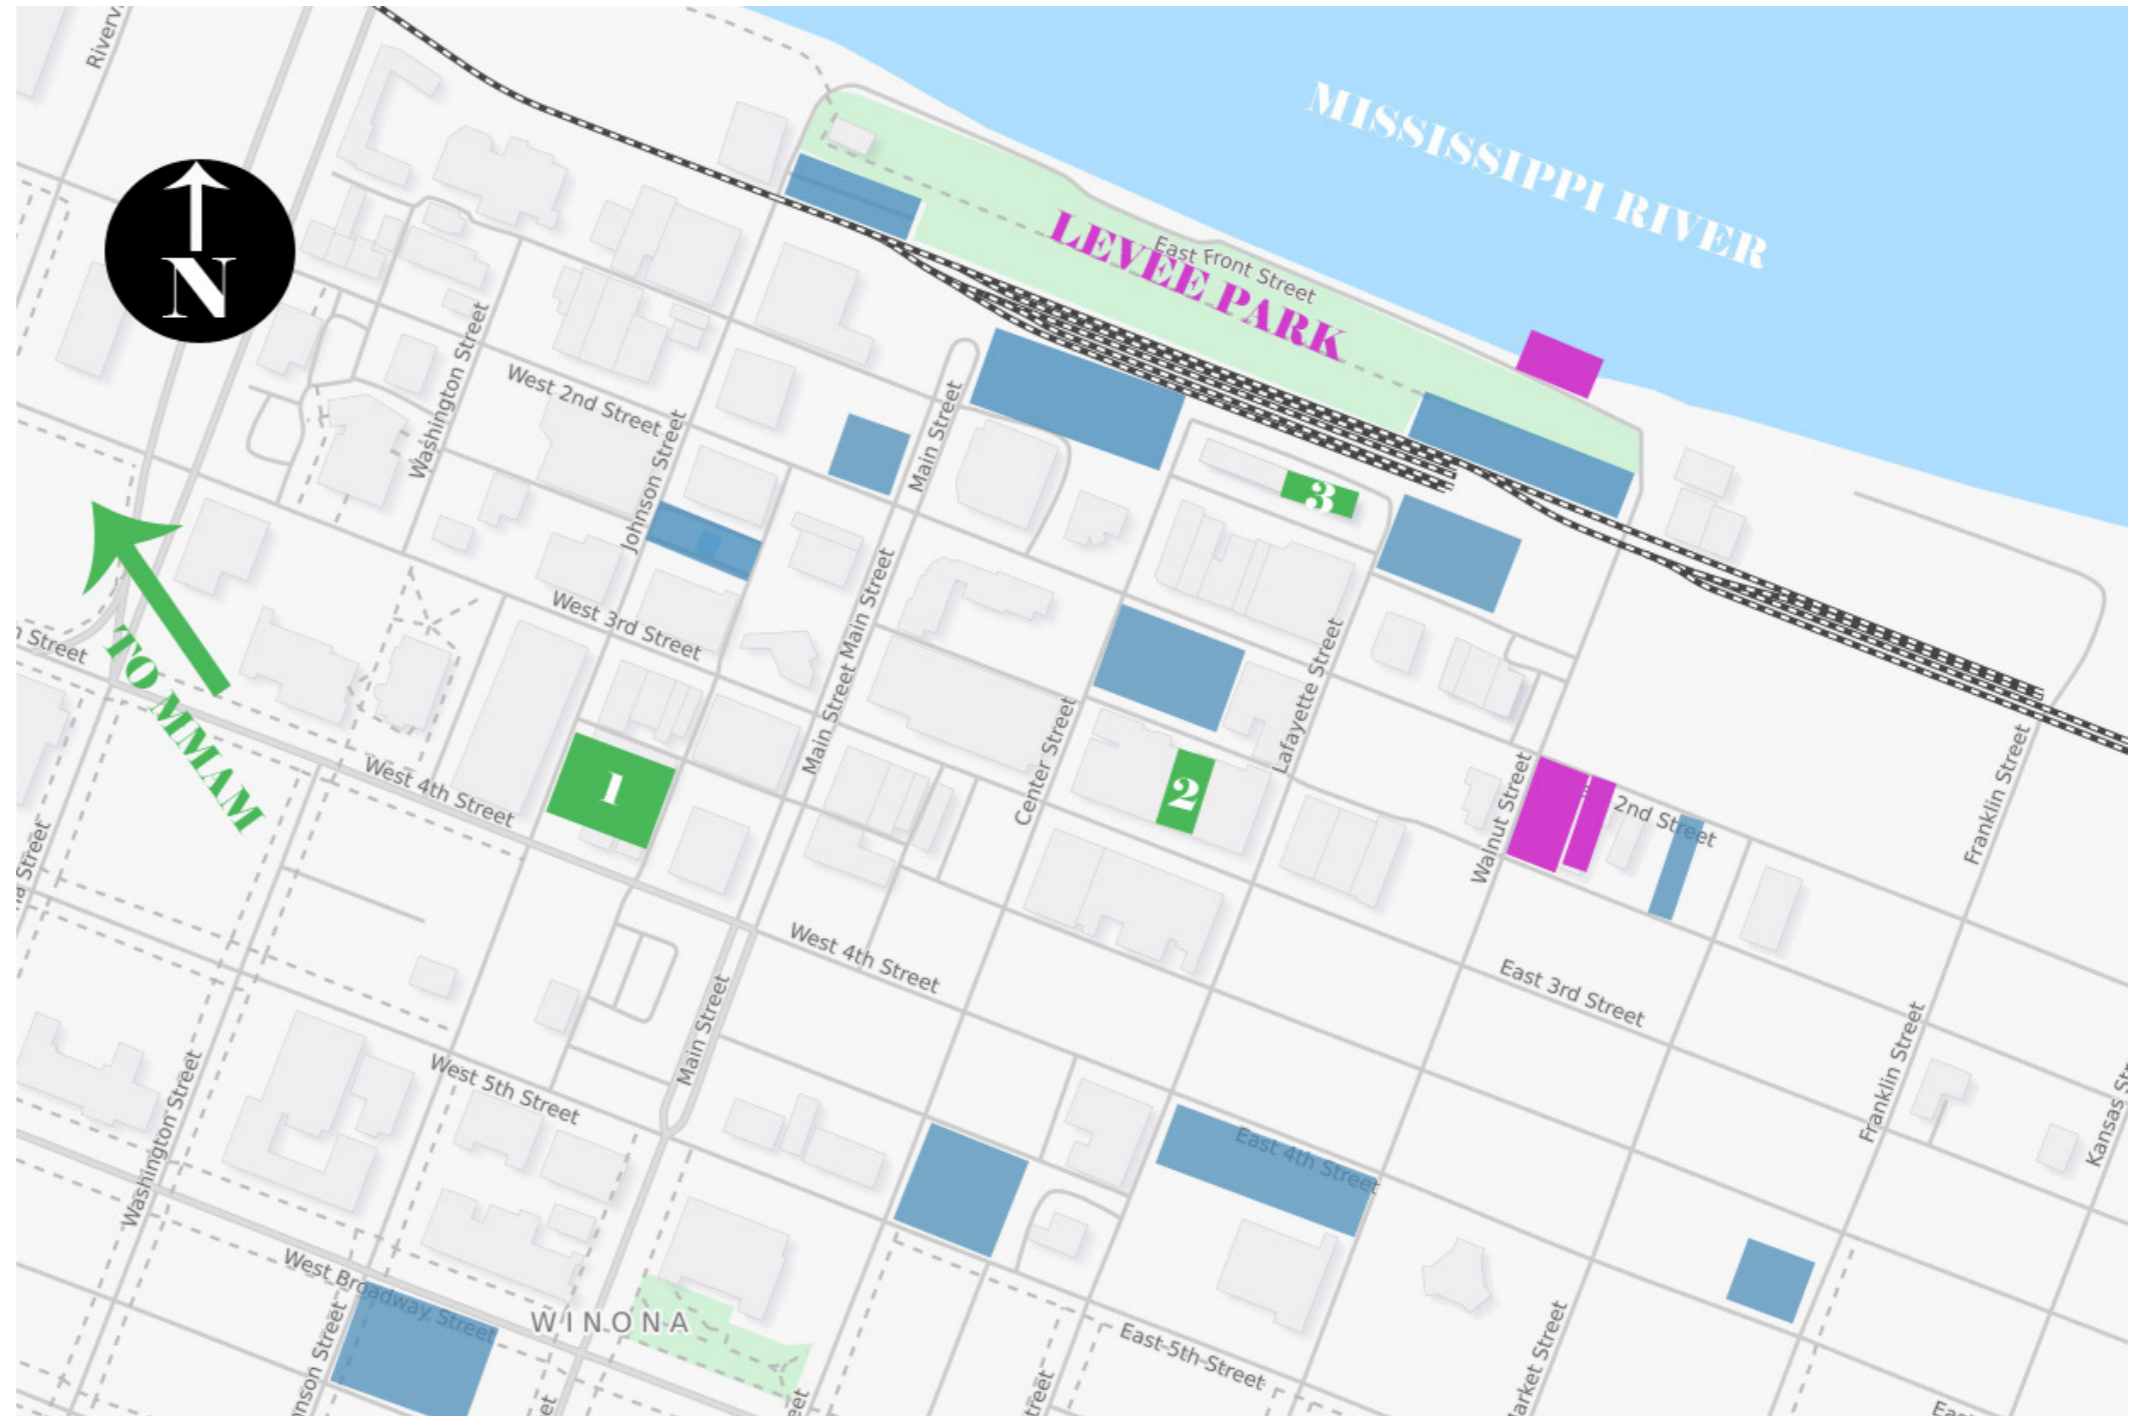 MISSISSIPPI RIVER
East Front Street
LEVEE PARK
N
West 2nd Street
Washington Street
Johnson Street
Main Street
3
TO MMAM
West 3rd Street
Main Street
Main Street
Center Street
Lafayette Street
1
2
Walnut Street
2nd Street
Franklin Street
West 4th Street
West 4th Street
East 3rd Street
Main Street
West 5th Street
Washington Street
East 4th Street
Franklin Street
West Broadway Street
WINONA
East 5th Street